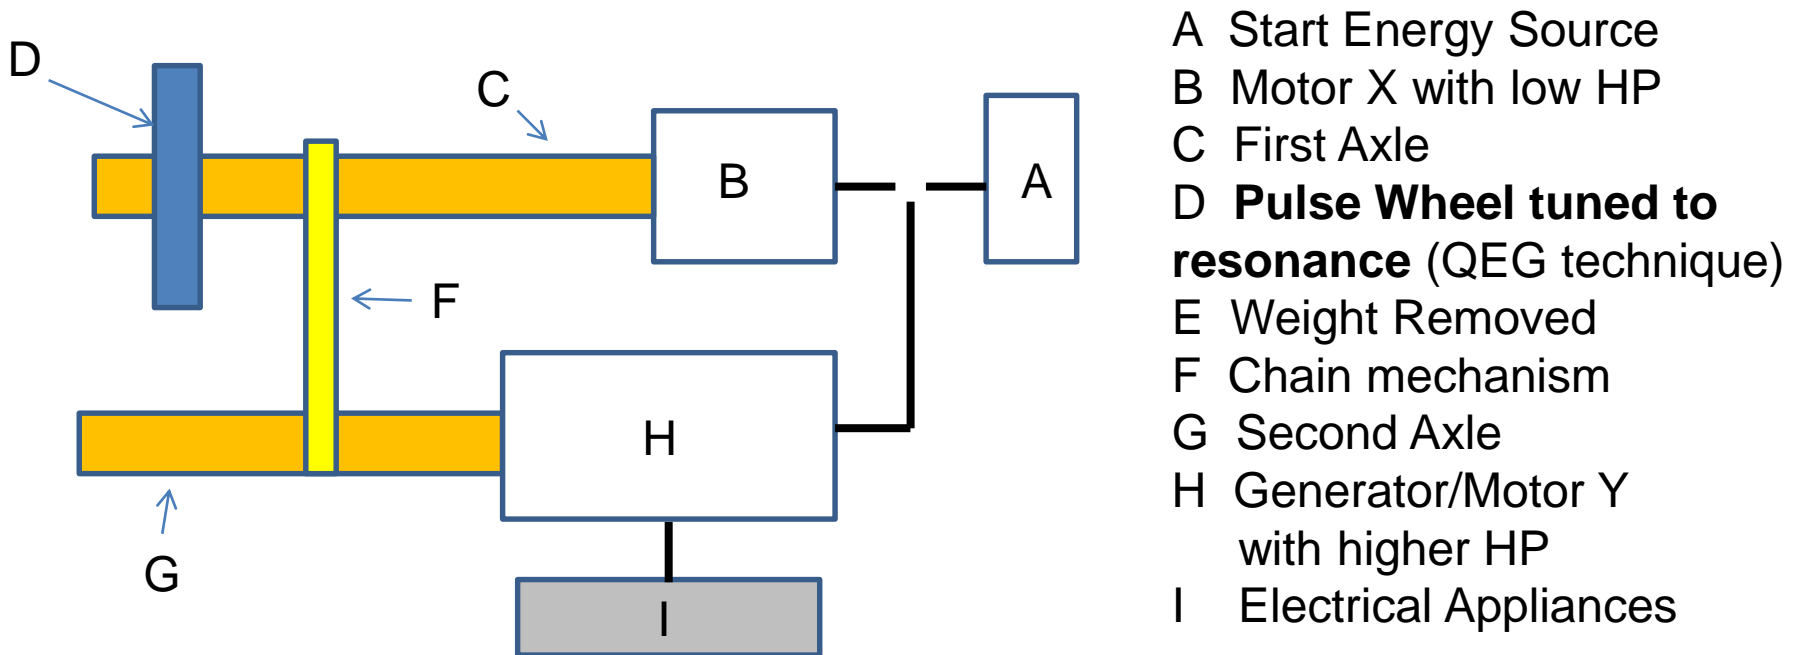 D
C
B
A
F
H
G
I
A Start Energy Source
B Motor X with low HP
C First Axle
D Pulse Wheel tuned to
resonance (QEG technique)
E Weight Removed
F Chain mechanism
G Second Axle
H Generator/Motor Y
with higher HP
I Electrical Appliances